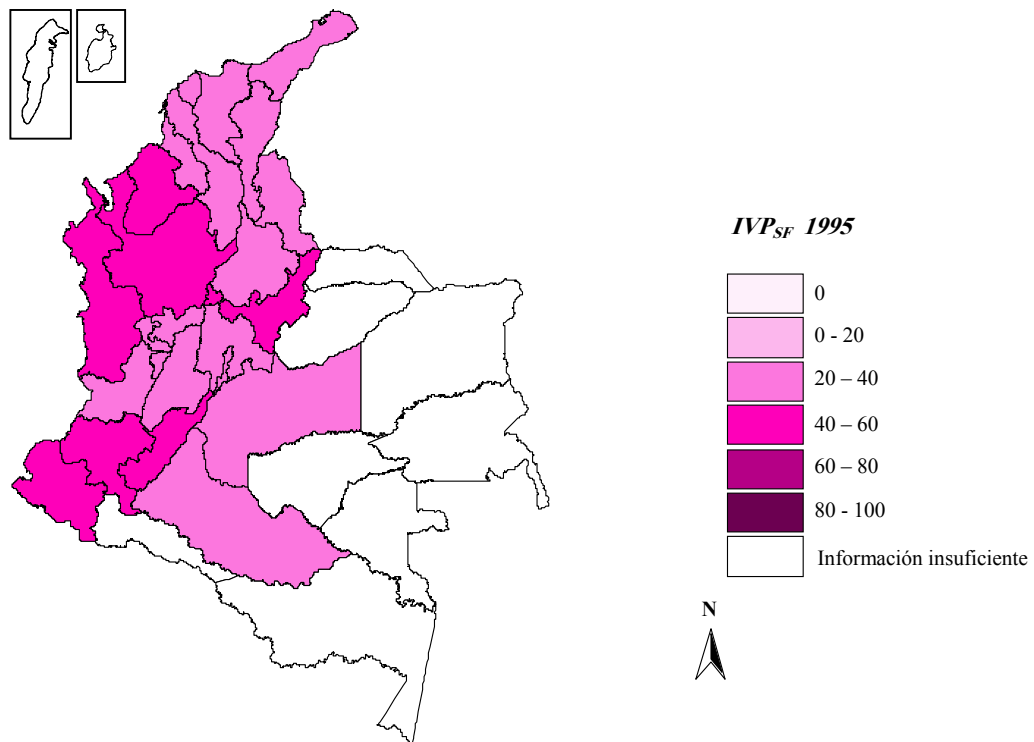 IVPSF 1995
0
0 - 20
20 – 40
40 – 60
60 – 80
80 - 100
Información insuficiente
N